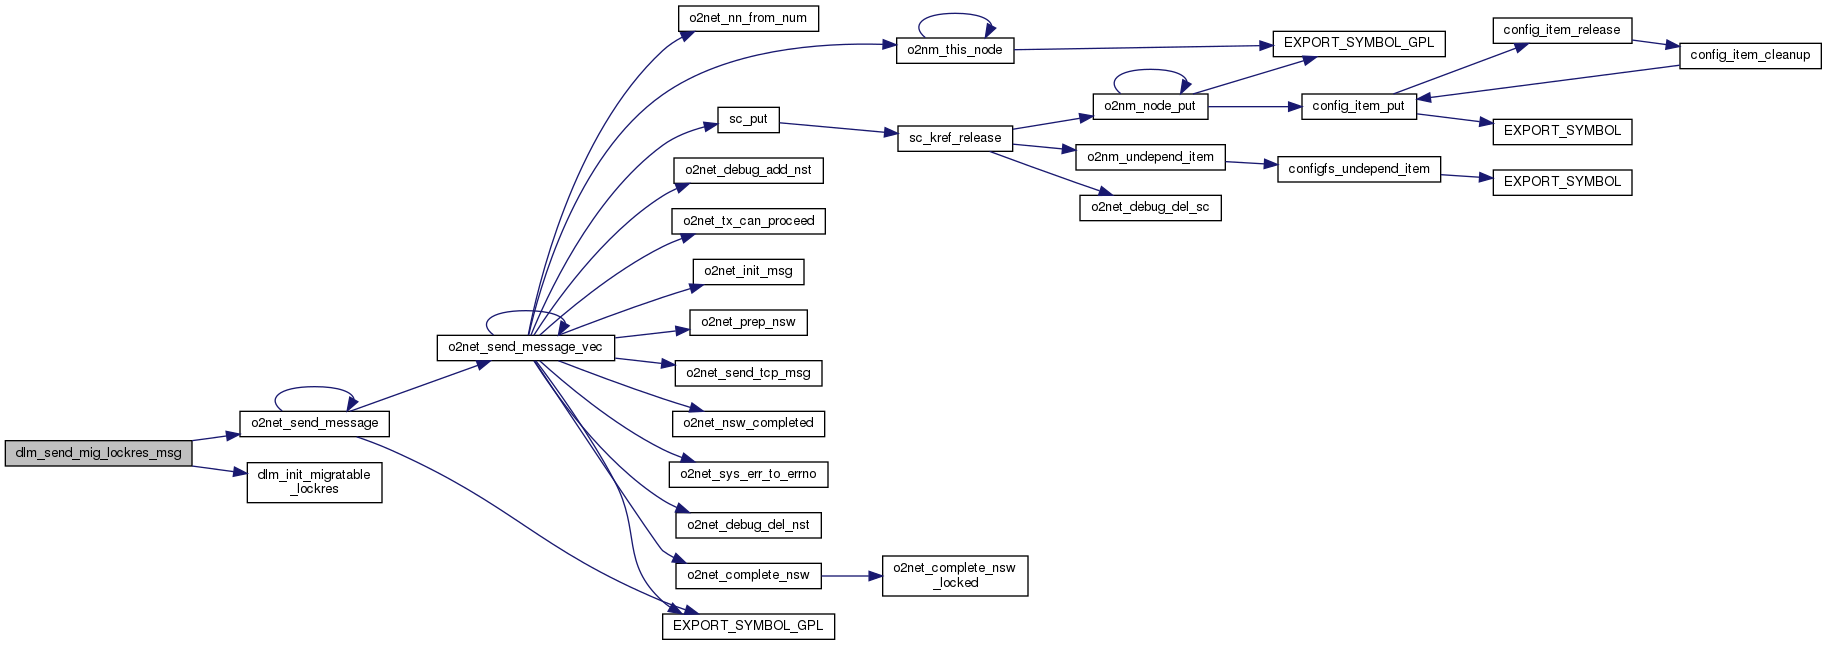 o2net_nn_from_num
o2nm_this_node
EXPORT_SYMBOL_GPL
config_item_release
config_item_cleanup
sc_put
o2nm_node_put
config_item_put
EXPORT_SYMBOL
sc_kref_release
o2nm_undepend_item
configfs_undepend_item
EXPORT_SYMBOL
o2net_debug_add_nst
o2net_debug_del_sc
o2net_tx_can_proceed
o2net_init_msg
o2net_prep_nsw
o2net_send_message_vec
o2net_send_tcp_msg
o2net_send_message
o2net_nsw_completed
dlm_send_mig_lockres_msg
dlm_init_migratable
_lockres
o2net_sys_err_to_errno
o2net_debug_del_nst
o2net_complete_nsw
o2net_complete_nsw
_locked
EXPORT_SYMBOL_GPL